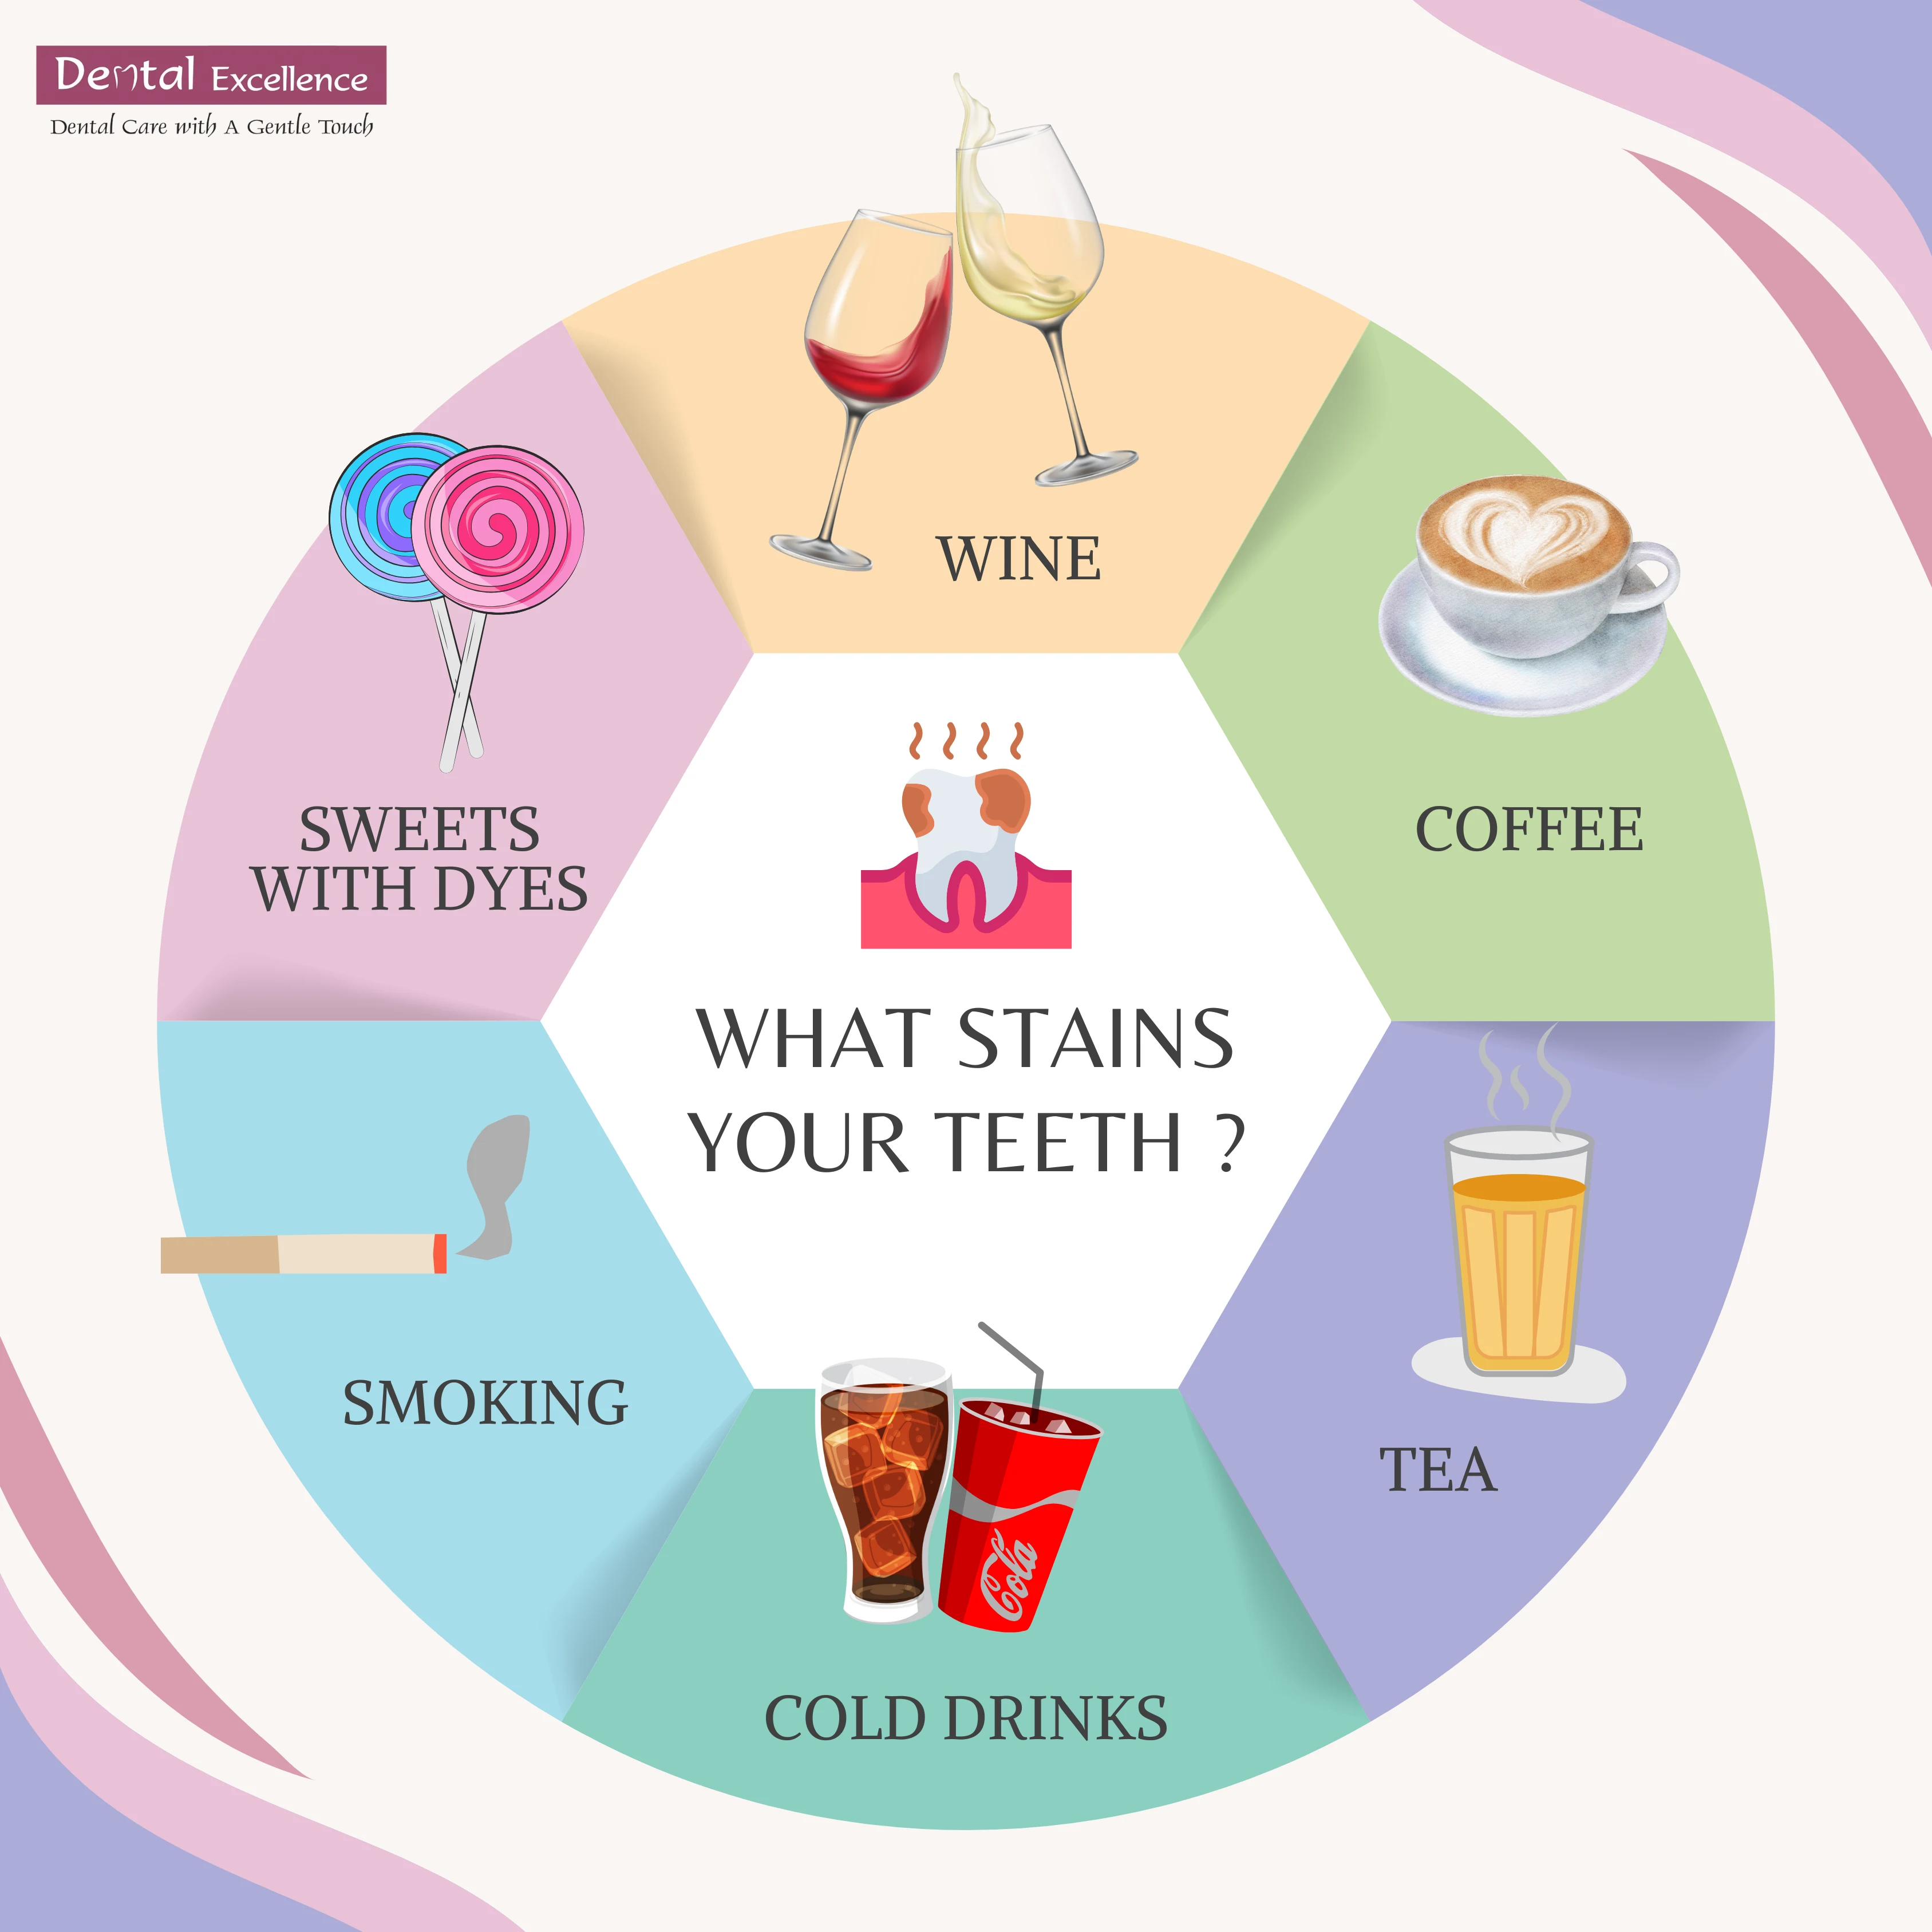 Dental Excellence
Dental Care with A Gentle Touch
WINE
COFFEE
SWEETS
WITH DYES
WHAT STAINS
YOUR TEETH ?
SMOKING
TEA
Cola
COLD DRINKS